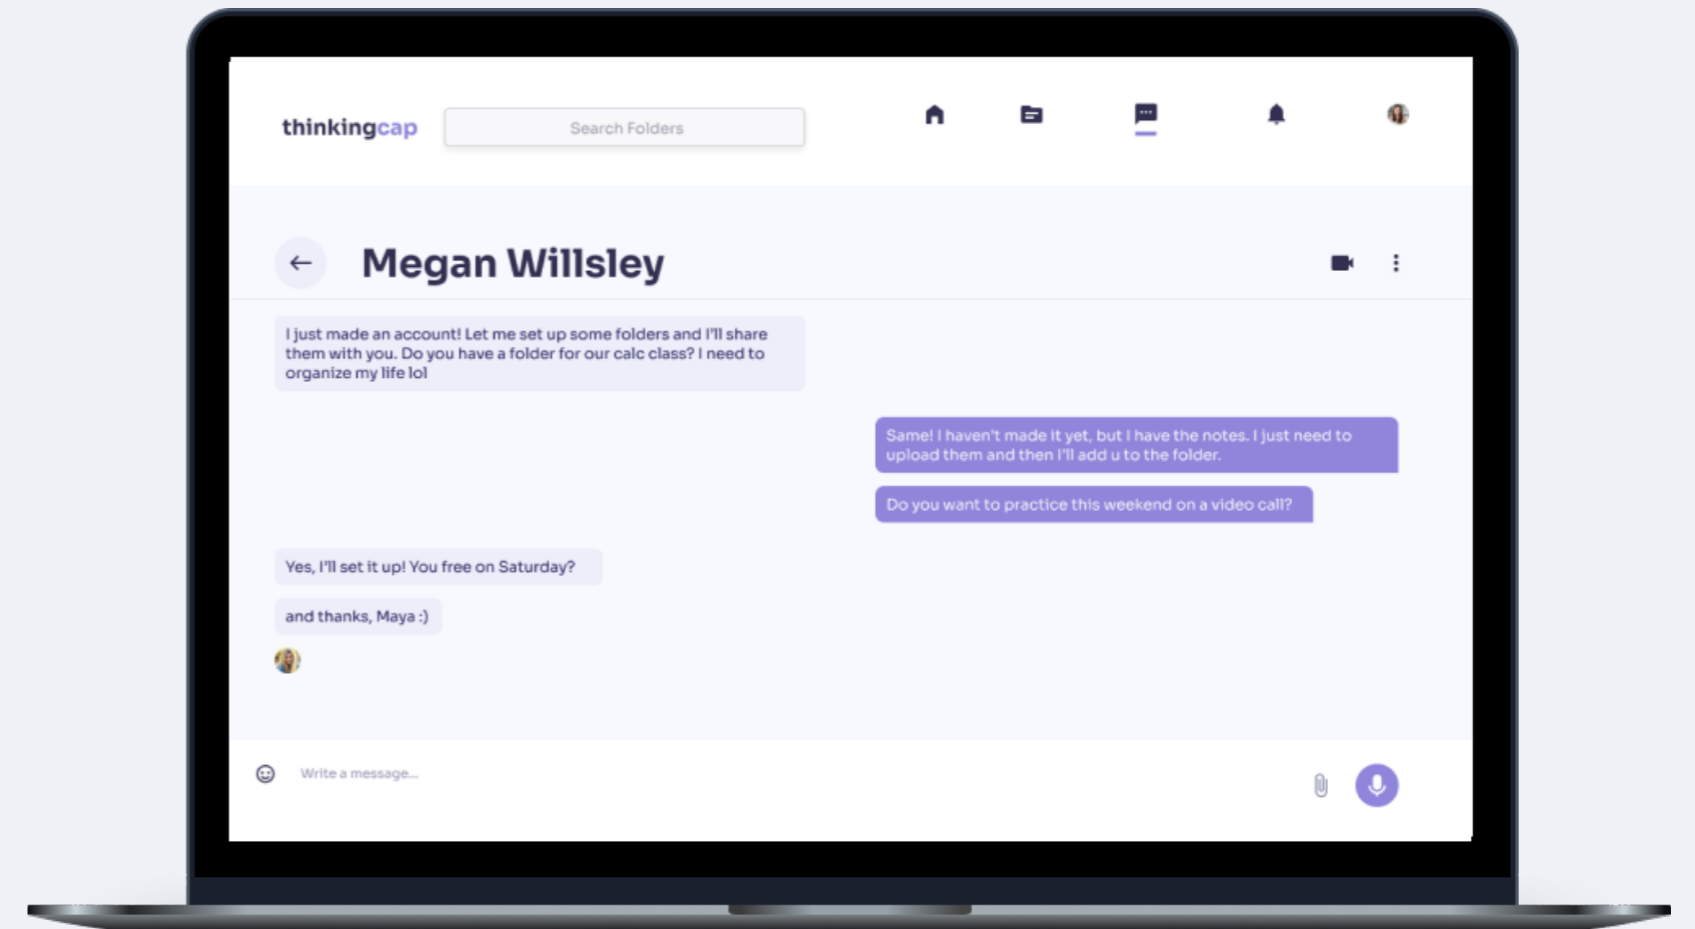 thinkingcap
Search Folders
Megan Willsley
I just made an account! Let me set up some folders and I'll share
them with you. Do you have a folder for our calc class? I need to
organize my life lol
Same! I haven't made it yet, but I have the notes. I just need to
upload them and then I'll add u to the folder.
Do you want to practice this weekend on a video call?
Yes, I'll set it up! You free on Saturday?
and thanks, Maya :)
Write a message...